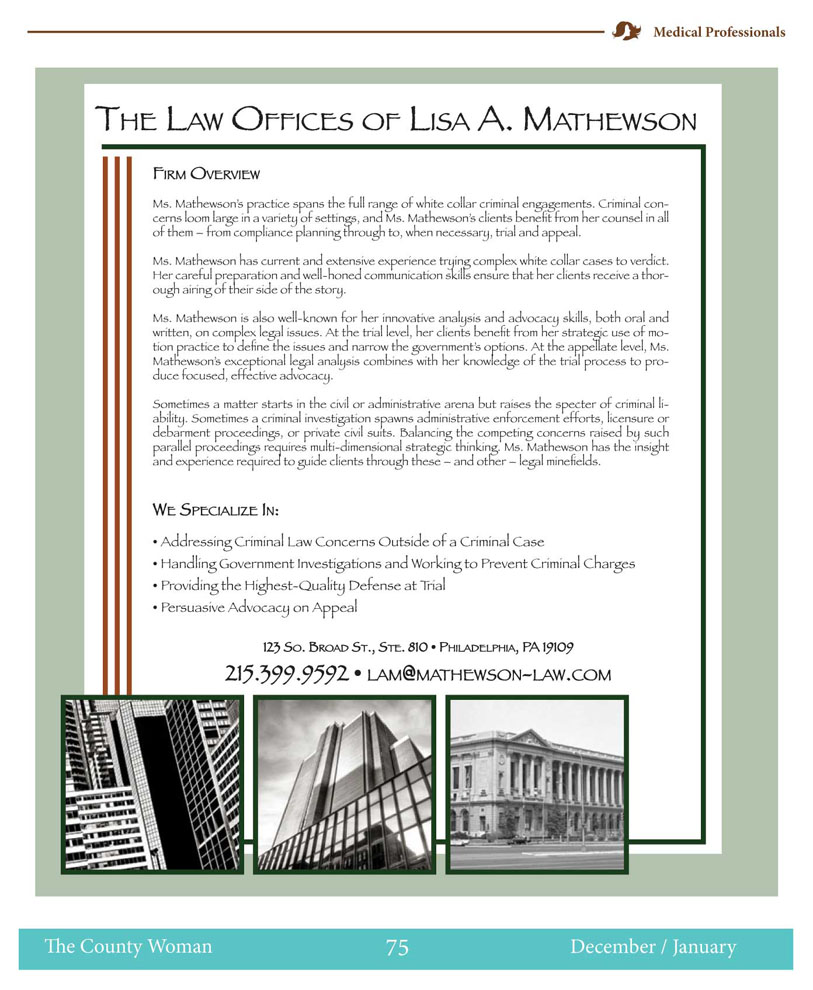 Medical Professionals
The Law Offices of Lisa A. Mathewson
Firm Overview
Ms. Mathewson's practice spans the full range of white collar criminal engagements. Criminal con-
cerns loom large in a variety of settings, and Ms. Mathewson's clients benefit from her counsel in all
of them – from compliance planning through to, when necessary, trial and appeal.
Ms. Mathewson has current and extensive experience trying complex white collar cases to verdict.
Her careful preparation and well-honed communication skills ensure that her clients receive a thor-
ough airing of their side of the story.
Ms. Mathewson is also well-known for her innovative analysis and advocacy skills, both oral and
written, on complex legal issues. At the trial level, her clients benefit from her strategic use of mo-
tion practice to define the issues and narrow the government's options. At the appellate level, Ms.
Mathewson's exceptional legal analysis combines with her knowledge of the trial process to pro-
duce focused, effective advocacy.
Sometimes a matter starts in the civil or administrative arena but raises the specter of criminal li-
ability. Sometimes a criminal investigation spawns administrative enforcement efforts, licensure or
debarment proceedings, or private civil suits. Balancing the competing concerns raised by such
parallel proceedings requires multi-dimensional strategic thinking. Ms. Mathewson has the insight
and experience required to guide clients through these – and other – legal minefields.
We Specialize In:
• Addressing Criminal Law Concerns Outside of a Criminal Case
• Handling Government Investigations and Working to Prevent Criminal Charges
• Providing the Highest-Quality Defense at Trial
• Persuasive Advocacy on Appeal
123 So. Broad St., Ste. 810 • Philadelphia, PA 19109
215.399.9592 • lam@mathewson-law.com
The County Woman
75
December / January